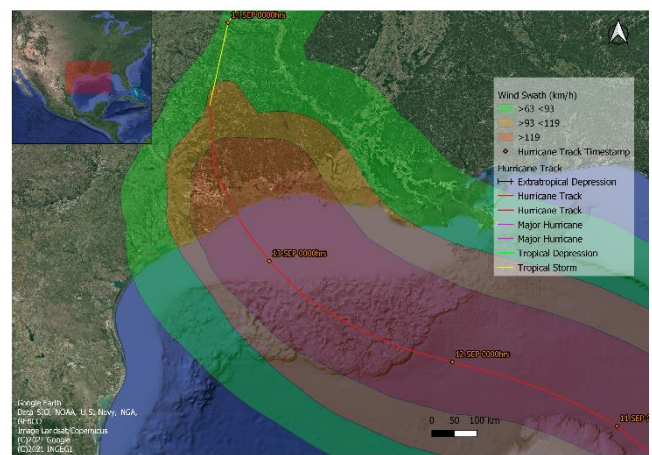 14 SEP 0000hrs
Wind Swath (km/h)
>63 <93
>93 <119
>119
Hurricane Track Timestamp
Hurricane Track
Extratropical Depression
Hurricane Track
Hurricane Track
Major Hurricane
Major Hurricane
Tropical Depression
Tropical Storm
13 SEP 0000hrs
12 SEP 0000hrs
11 SEP
Google Earth
Data SIO, NOAA, U.S. Navy, NGA,
GEBCO
Image Landsat/Copernicus
(C)2021 Google
(C)2021 INEGI
0 50 100 km